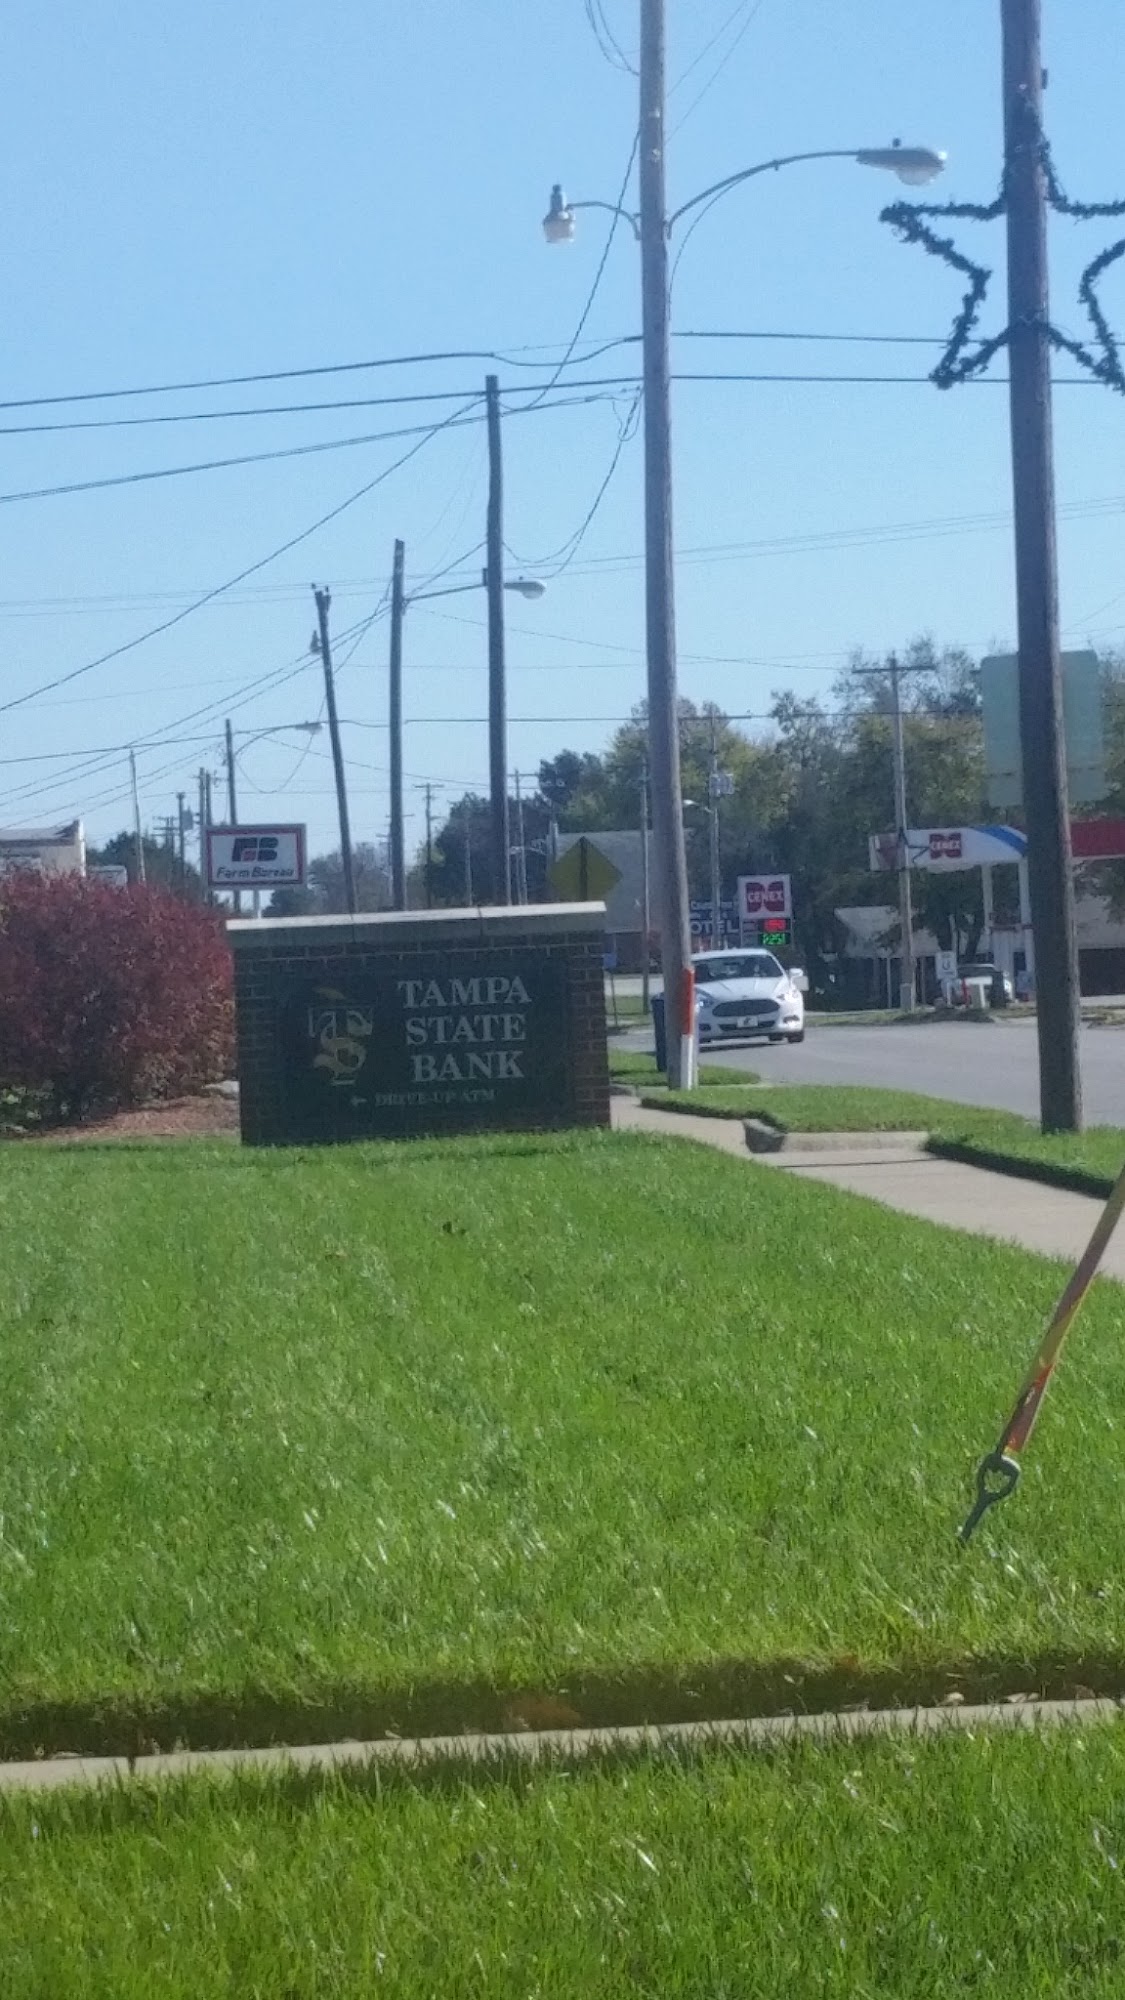 FB
Farm Bureau
TAMPA
STATE
BANK
← DRIVE-UP ATM
CENEX
CENEX